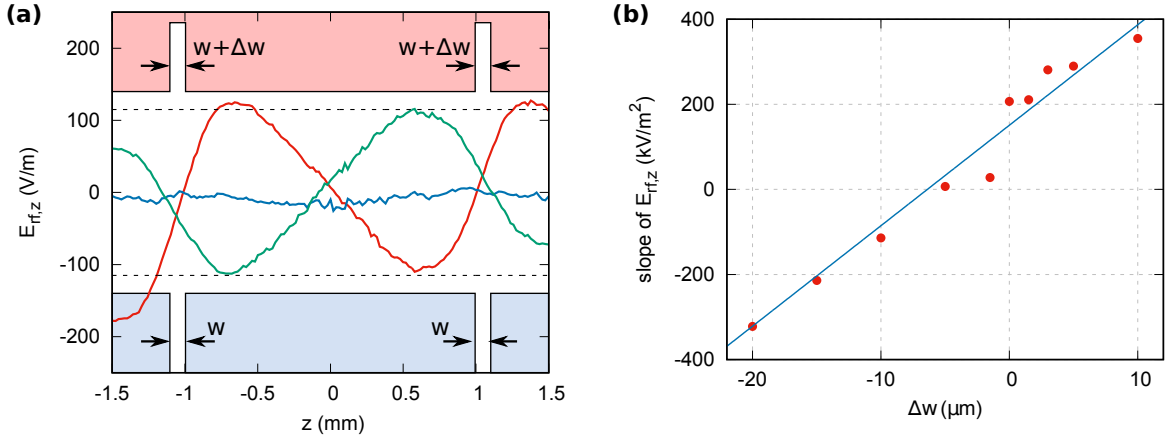 (a)
E_rf,z (V/m)
200
100
0
-100
-200
w+Δw
w+Δw
w
w
-1.5
-1
-0.5
0
0.5
1
1.5
z (mm)
(b)
slope of E_rf,z (kV/m²)
400
200
0
-200
-400
-20
-10
0
10
Δw (μm)